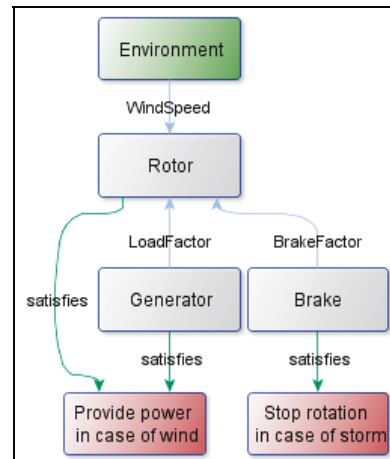 Environment
WindSpeed
Rotor
LoadFactor
BrakeFactor
satisfies
Generator
Brake
satisfies
satisfies
Provide power
in case of wind
Stop rotation
in case of storm